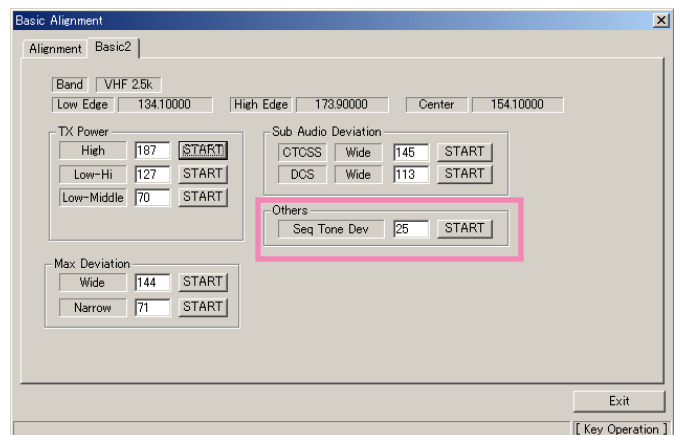 Basic Alignment
Alignment Basic2
Band VHF 2.5k
Low Edge 134.10000 High Edge 173.90000 Center 154.10000
TX Power
High 187 START
Low-Hi 127 START
Low-Middle 70 START
Sub Audio Deviation
CTCSS Wide 145 START
DCS Wide 113 START
Others
Seq Tone Dev 25 START
Max Deviation
Wide 144 START
Narrow 71 START
Exit
[ Key Operation ]